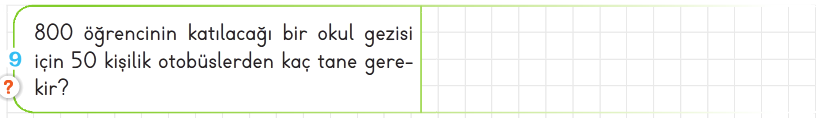 800 öğrencinin katılacağı bir okul gezisi
9 için 50 kişilik otobüslerden kaç tane gere-
? kir?